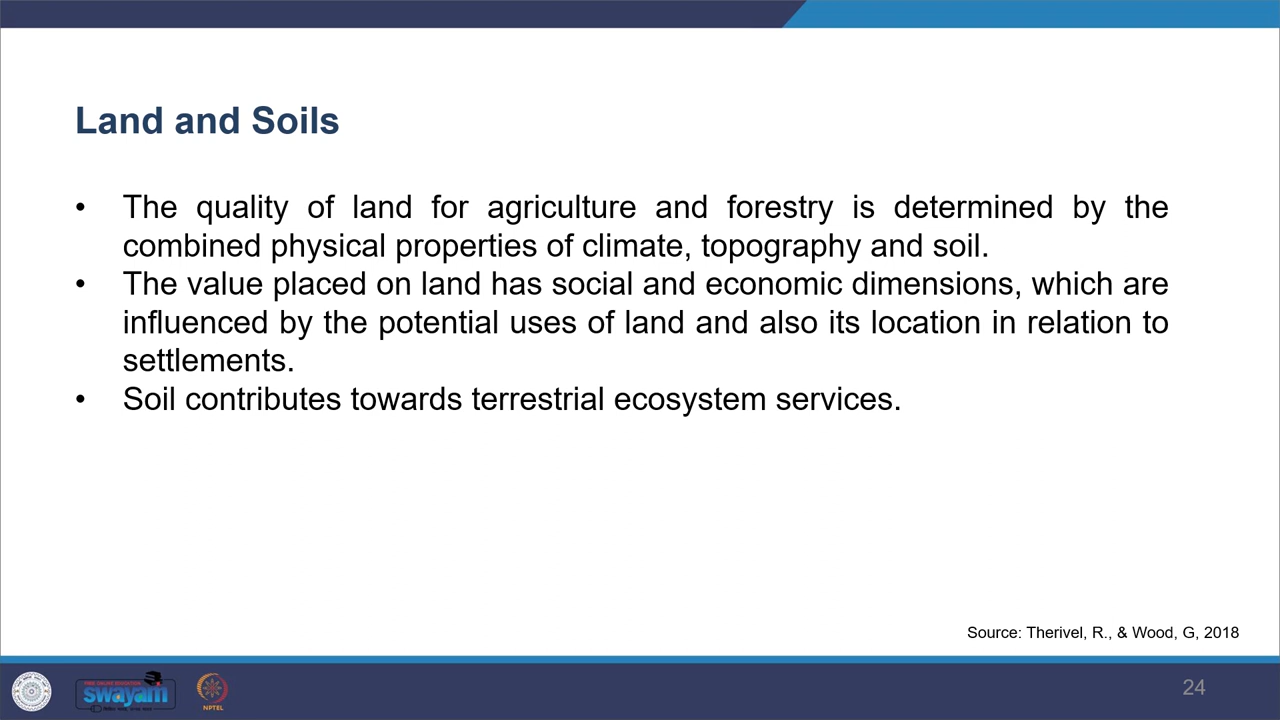 Land and Soils
• The quality of land for agriculture and forestry is determined by the
combined physical properties of climate, topography and soil.
• The value placed on land has social and economic dimensions, which are
influenced by the potential uses of land and also its location in relation to
settlements.
• Soil contributes towards terrestrial ecosystem services.
Source: Therivel, R., & Wood, G, 2018
swayam
NPTEL
24